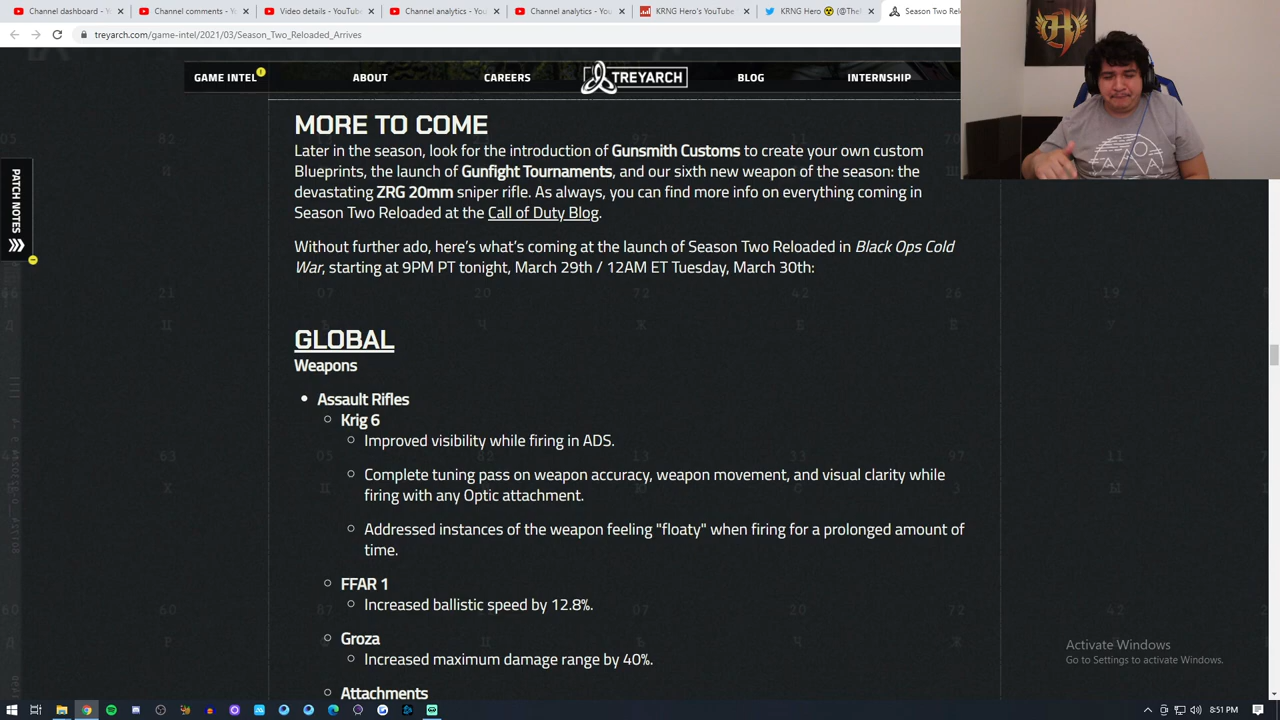 Channel dashboard - Y
Channel comments - Yo
Video details - YouTube
Channel analytics - You
Channel analytics - You
KRNG Hero's YouTube
KRNG Hero ☢ (@TheK
Season Two Relo
treyarch.com/game-intel/2021/03/Season_Two_Reloaded_Arrives
GAME INTEL
ABOUT
CAREERS
TREYARCH
BLOG
INTERNSHIP
PATCH NOTES
MORE TO COME
Later in the season, look for the introduction of Gunsmith Customs to create your own custom
Blueprints, the launch of Gunfight Tournaments, and our sixth new weapon of the season: the
devastating ZRG 20mm sniper rifle. As always, you can find more info on everything coming in
Season Two Reloaded at the Call of Duty Blog.
Without further ado, here's what's coming at the launch of Season Two Reloaded in Black Ops Cold
War, starting at 9PM PT tonight, March 29th / 12AM ET Tuesday, March 30th:
GLOBAL
Weapons
Assault Rifles
Krig 6
Improved visibility while firing in ADS.
Complete tuning pass on weapon accuracy, weapon movement, and visual clarity while
firing with any Optic attachment.
Addressed instances of the weapon feeling "floaty" when firing for a prolonged amount of
time.
FFAR 1
Increased ballistic speed by 12.8%.
Groza
Increased maximum damage range by 40%.
Attachments
Activate Windows
Go to Settings to activate Windows.
8:51 PM